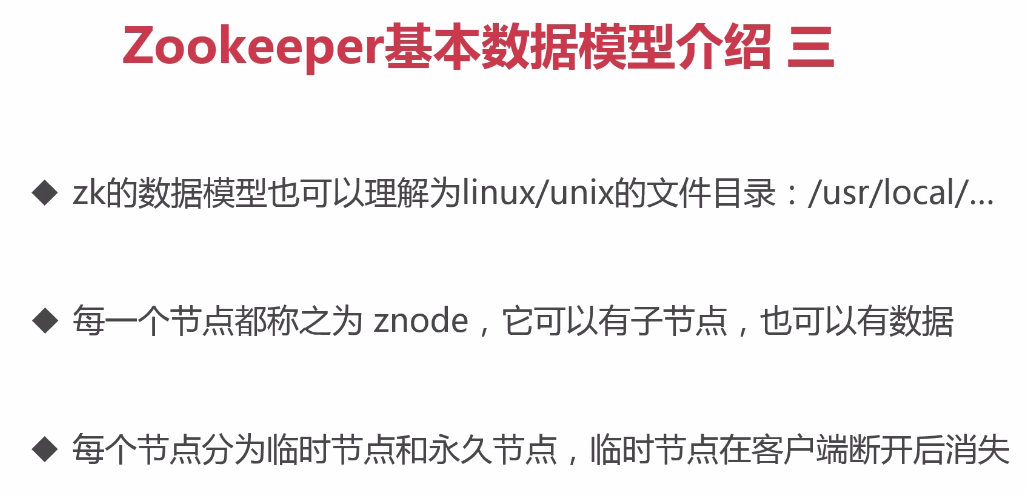 Zookeeper基本数据模型介绍 三
◆ zk的数据模型也可以理解为linux/unix的文件目录：/usr/local/...
◆ 每一个节点都称之为 znode，它可以有子节点，也可以有数据
◆ 每个节点分为临时节点和永久节点，临时节点在客户端断开后消失